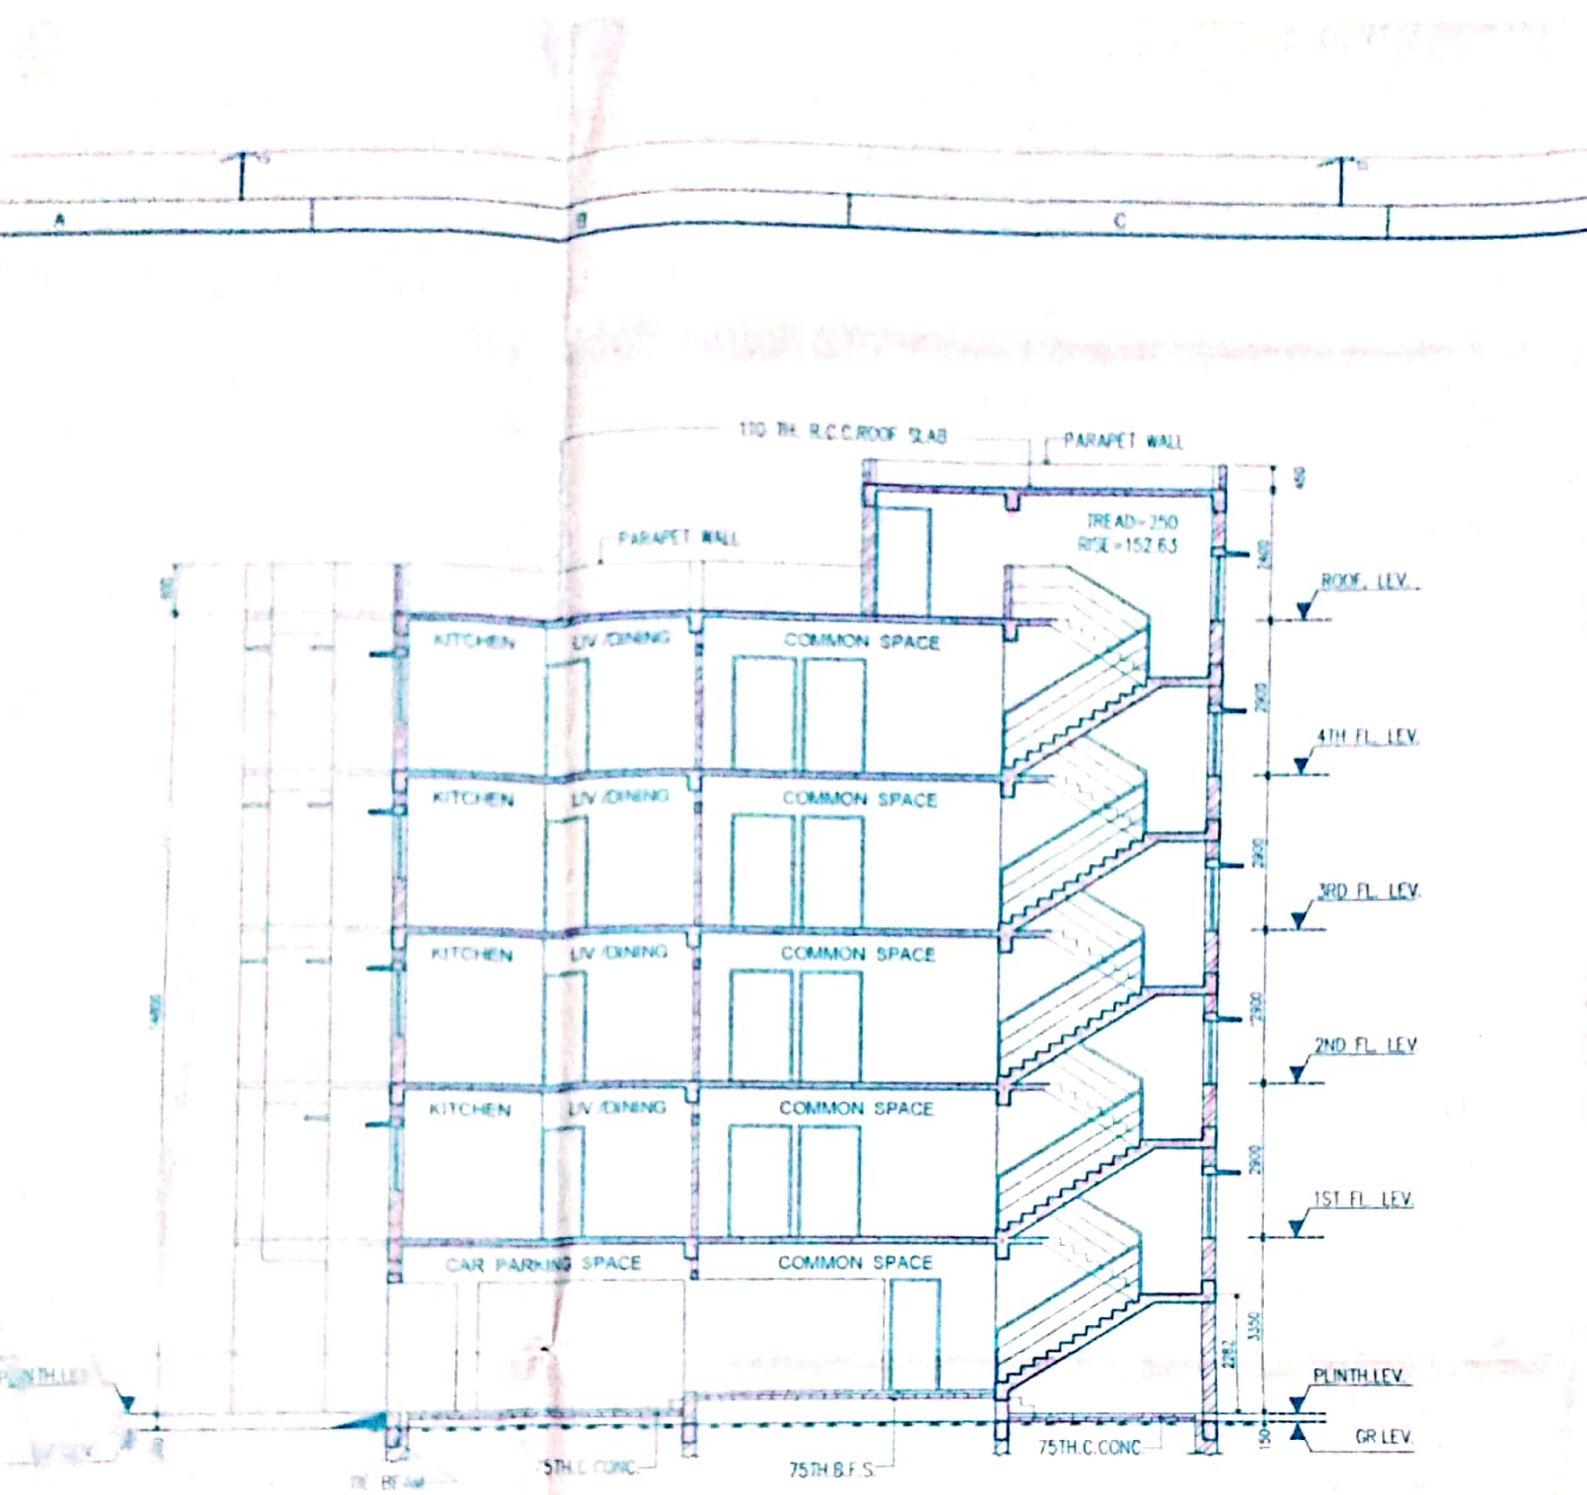 A B C
110 TH. R.C.C.ROOF SLAB
PARAPET WALL
TREAD=250
RISE=152.63
PARAPET WALL
2400
ROOF. LEV.
KITCHEN LIV./DINING COMMON SPACE
2900
4TH FL. LEV.
KITCHEN LIV./DINING COMMON SPACE
2900
3RD FL. LEV.
KITCHEN LIV./DINING COMMON SPACE
2900
2ND FL. LEV.
KITCHEN LIV./DINING COMMON SPACE
2900
1ST FL. LEV.
CAR PARKING SPACE COMMON SPACE
3350
2282
PLINTH.LEV. PLINTH.LEV.
150
GR.LEV.
75TH.C.CONC.
75TH.C.CONC.
75TH.B.F.S.
TIE BEAM